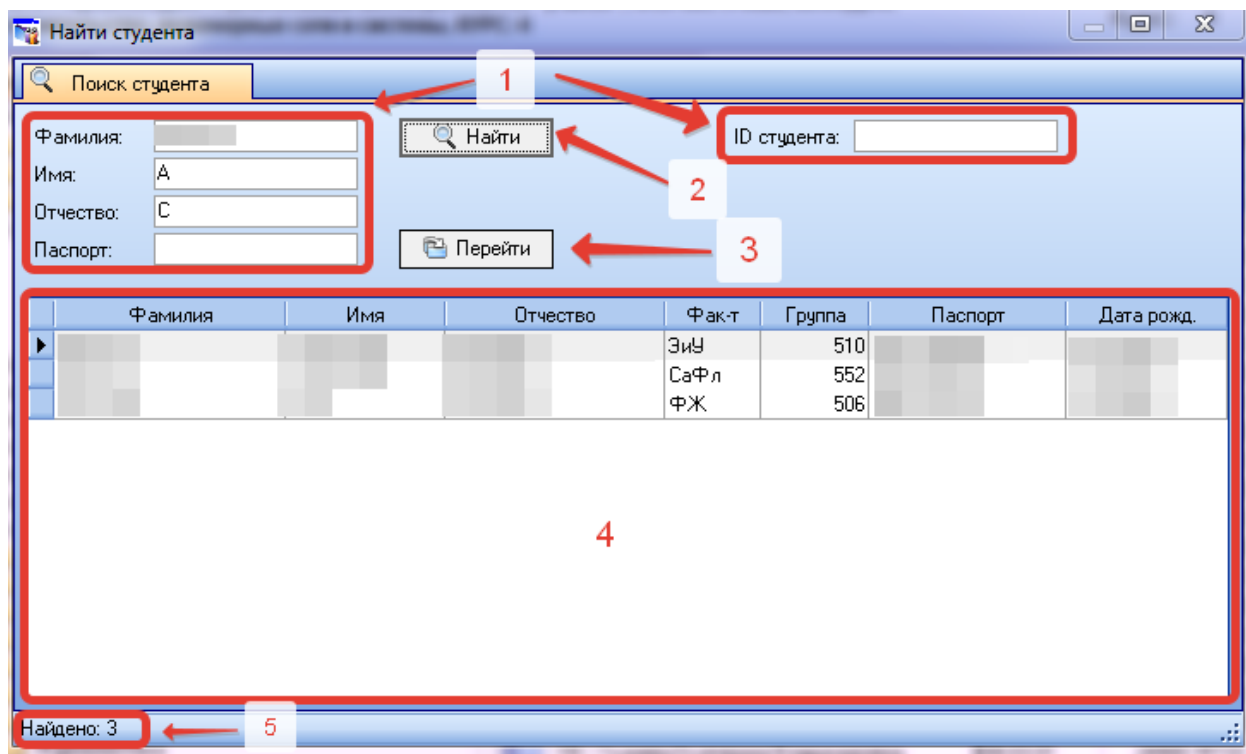 Найти студента
Поиск студента
1
Фамилия:
Найти
ID студента:
Имя: А
2
Отчество: С
Паспорт:
Перейти
3
Фамилия Имя Отчество Фак-т Группа Паспорт Дата рожд.
ЗиУ 510
СаФл 552
ФЖ 506
4
Найдено: 3
5